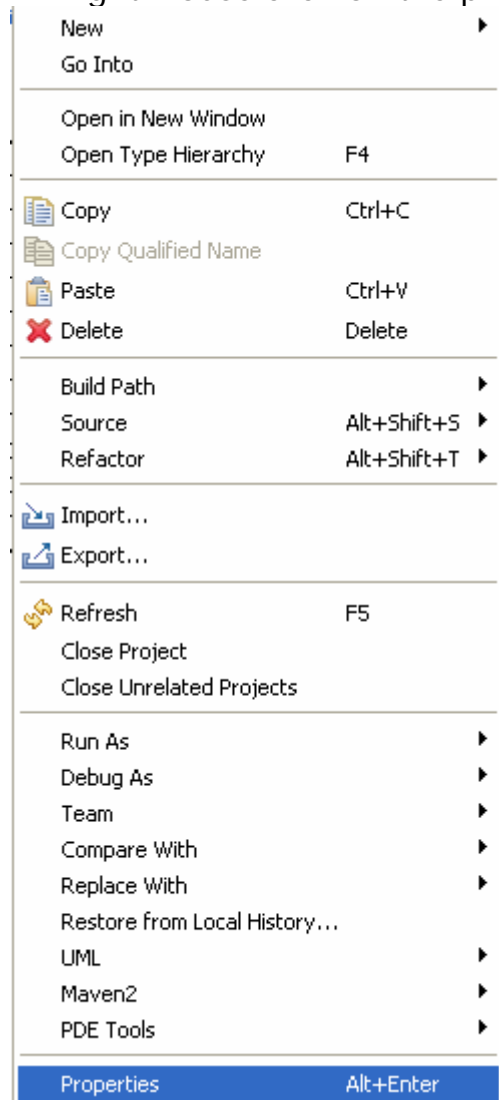 New
Go Into
Open in New Window
Open Type Hierarchy F4
Copy Ctrl+C
Copy Qualified Name
Paste Ctrl+V
Delete Delete
Build Path
Source Alt+Shift+S
Refactor Alt+Shift+T
Import...
Export...
Refresh F5
Close Project
Close Unrelated Projects
Run As
Debug As
Team
Compare With
Replace With
Restore from Local History...
UML
Maven2
PDE Tools
Properties Alt+Enter